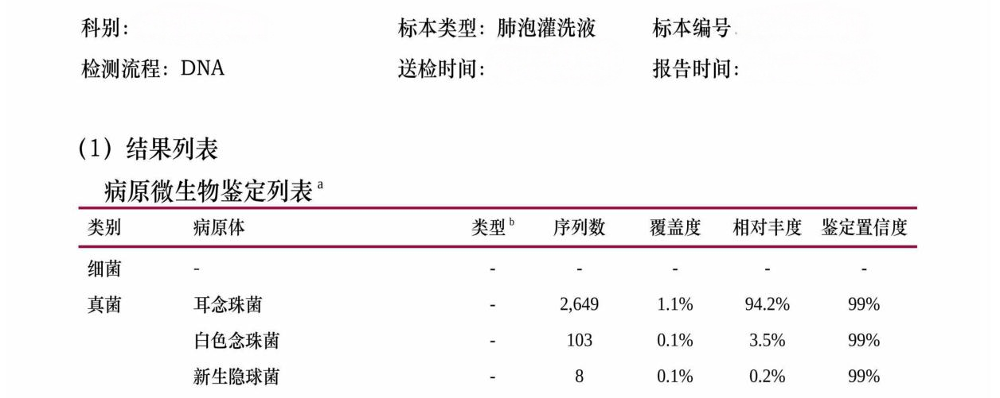 科别: 标本类型: 肺泡灌洗液 标本编号
检测流程: DNA 送检时间: 报告时间:
(1) 结果列表
病原微生物鉴定列表 a
类别 病原体 类型 b 序列数 覆盖度 相对丰度 鉴定置信度
细菌 - - - - - -
真菌 耳念珠菌 - 2,649 1.1% 94.2% 99%
白色念珠菌 - 103 0.1% 3.5% 99%
新生隐球菌 - 8 0.1% 0.2% 99%